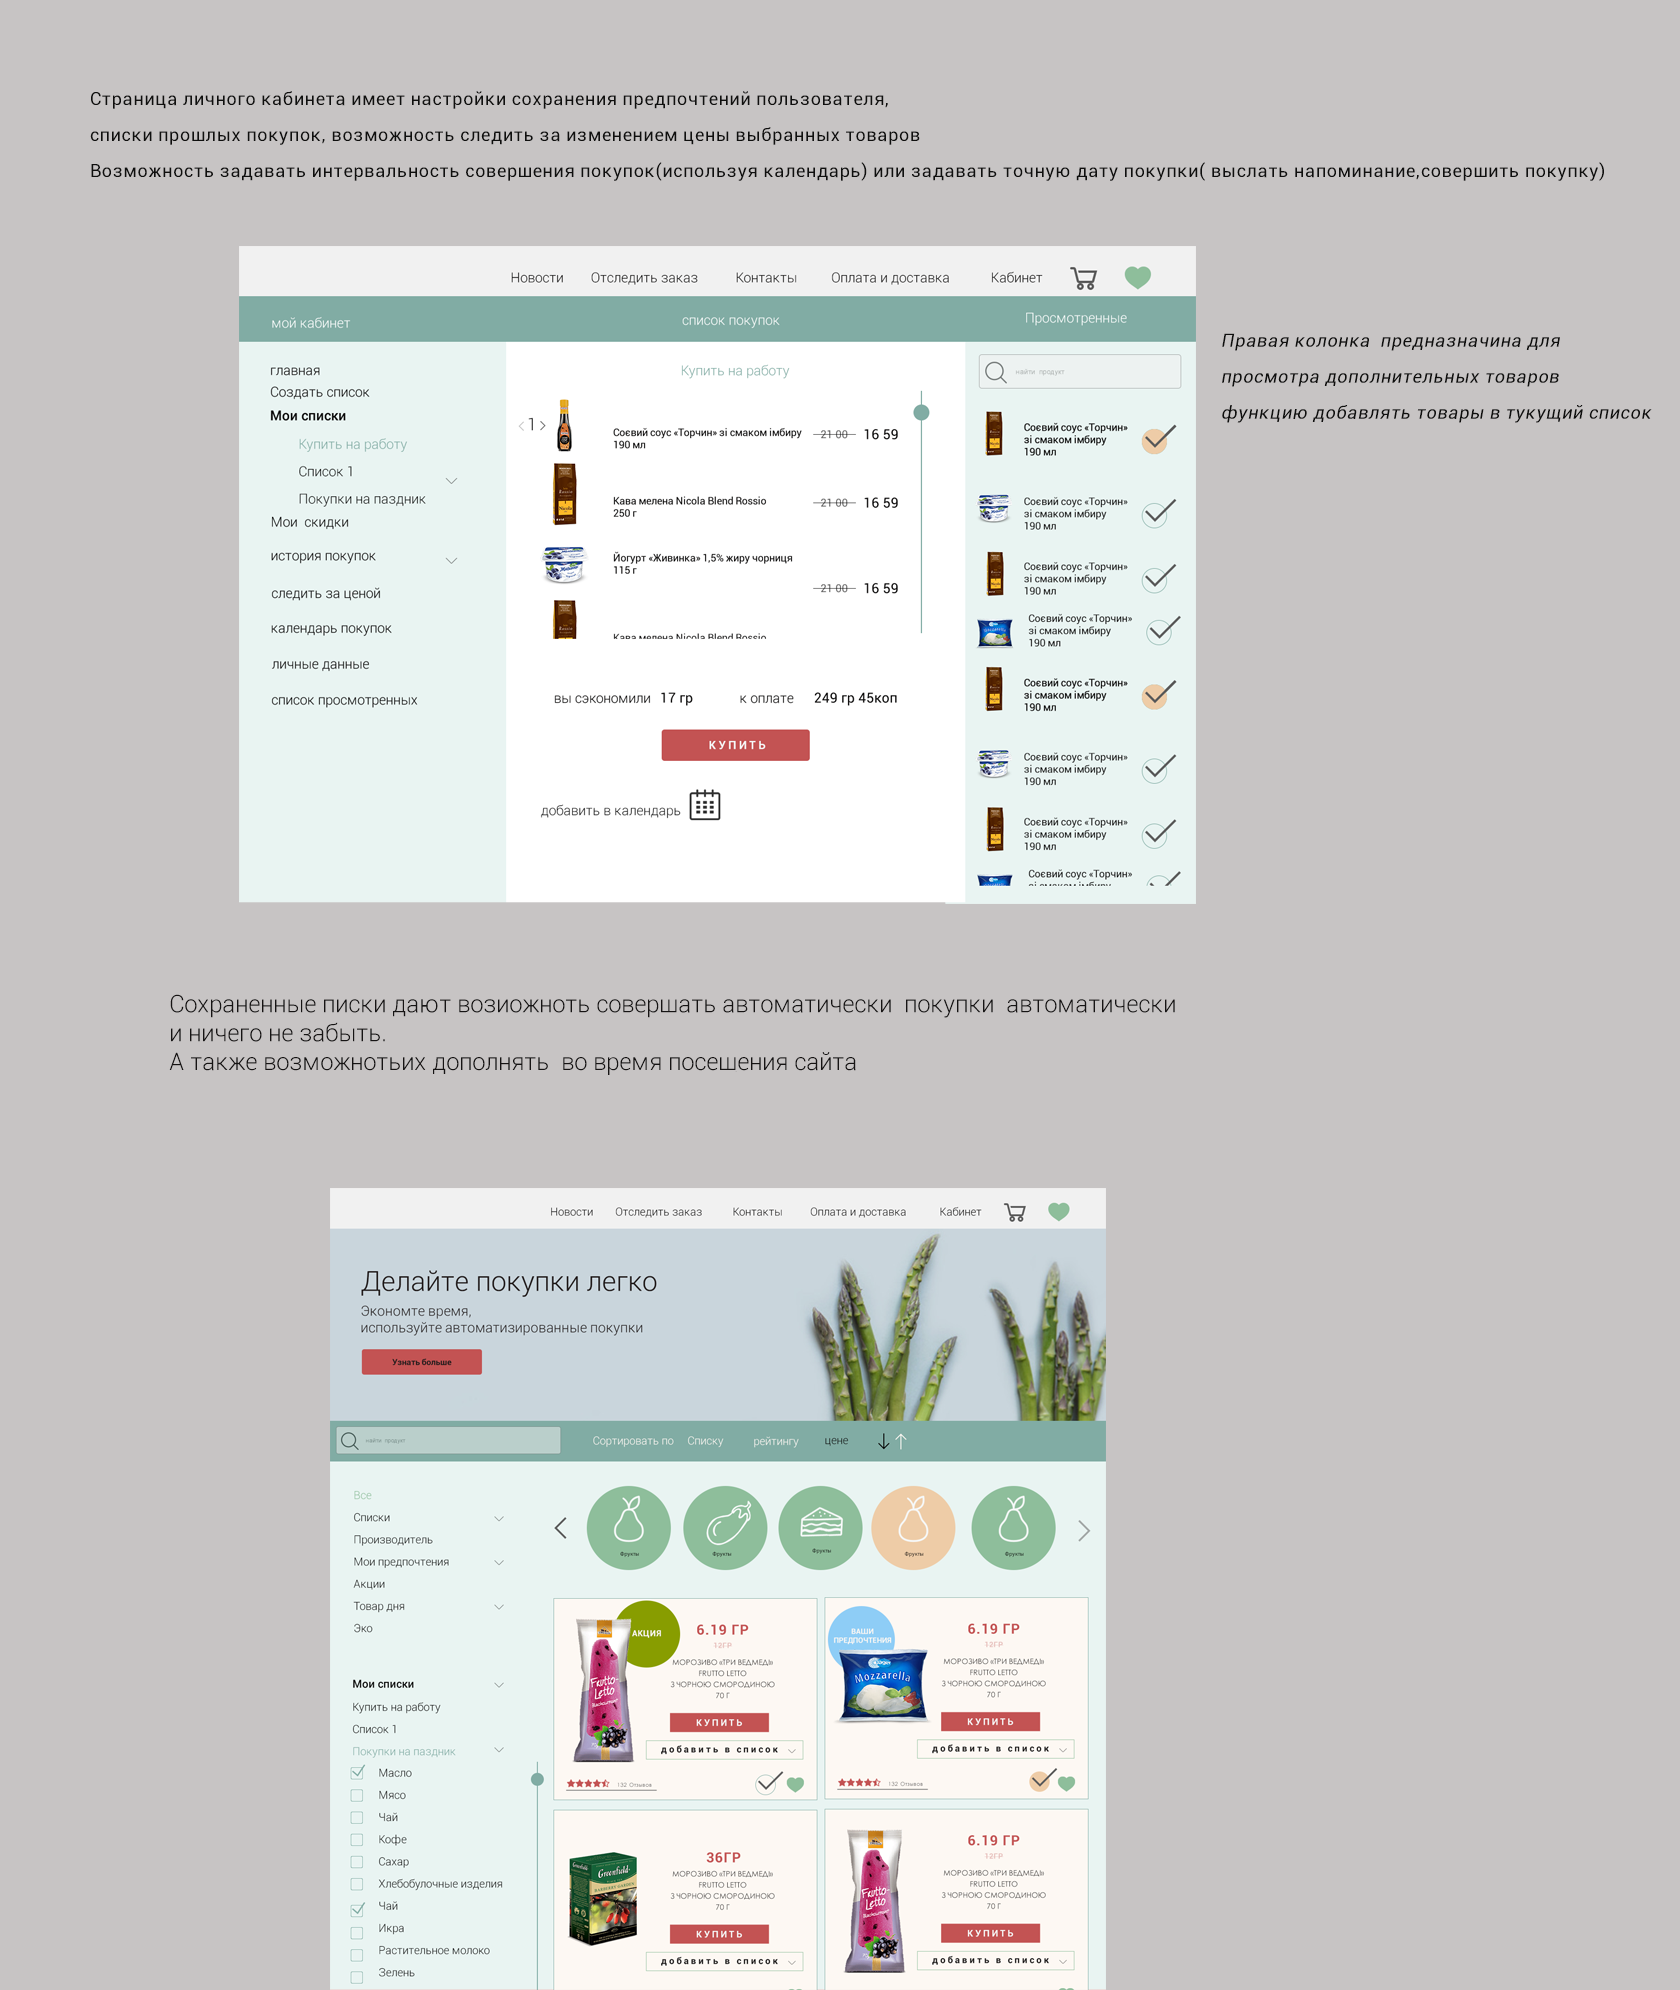 Страница личного кабинета имеет настройки сохранения предпочтений пользователя,
списки прошлых покупок, возможность следить за изменением цены выбранных товаров
Возможность задавать интервальность совершения покупок(используя календарь) или задавать точную дату покупки( выслать напоминание,совершить покупку)
Новости Отследить заказ Контакты Оплата и доставка Кабинет
мой кабинет список покупок Просмотренные
Правая колонка предназначина для
просмотра дополнительных товаров
функцию добавлять товары в тукущий список
главная
Создать список
Мои списки
Купить на работу
Список 1
Покупки на паздник
Мои скидки
история покупок
следить за ценой
календарь покупок
личные данные
список просмотренных
Купить на работу
1
Соєвий соус «Торчин» зі смаком імбиру
190 мл
21 00 16 59
Кава мелена Nicola Blend Rossio
250 г
21 00 16 59
Йогурт «Живинка» 1,5% жиру чорниця
115 г
21 00 16 59
Кава мелена Nicola Blend Rossio
вы сэкономили 17 гр к оплате 249 гр 45коп
КУПИТЬ
добавить в календарь
найти продукт
Соєвий соус «Торчин»
зі смаком імбиру
190 мл
Соєвий соус «Торчин»
зі смаком імбиру
190 мл
Соєвий соус «Торчин»
зі смаком імбиру
190 мл
Соєвий соус «Торчин»
зі смаком імбиру
190 мл
Соєвий соус «Торчин»
зі смаком імбиру
190 мл
Соєвий соус «Торчин»
зі смаком імбиру
190 мл
Соєвий соус «Торчин»
зі смаком імбиру
190 мл
Соєвий соус «Торчин»
зі смаком імбиру
Сохраненные писки дают возиожноть совершать автоматически покупки автоматически
и ничего не забыть.
А также возможнотьих дополнять во время посешения сайта
Новости Отследить заказ Контакты Оплата и доставка Кабинет
Делайте покупки легко
Экономте время,
используйте автоматизированные покупки
Узнать больше
найти продукт
Сортировать по Списку рейтингу цене
Все
Списки
Производитель
Мои предпочтения
Акции
Товар дня
Эко
Мои списки
Купить на работу
Список 1
Покупки на паздник
Масло
Мясо
Чай
Кофе
Сахар
Хлебобулочные изделия
Чай
Икра
Растительное молоко
Зелень
Фрукты Фрукты Фрукты Фрукты Фрукты
АКЦИЯ
Frutto-
Letto
6.19 ГР
12ГР
МОРОЗИВО «ТРИ ВЕДМЕДІ»
FRUTTO LETTO
З ЧОРНОЮ СМОРОДИНОЮ
70 Г
КУПИТЬ
добавить в список
132 Отзывов
ВАШИ
ПРЕДПОЧТЕНИЯ
Mozzarella
6.19 ГР
12ГР
МОРОЗИВО «ТРИ ВЕДМЕДІ»
FRUTTO LETTO
З ЧОРНОЮ СМОРОДИНОЮ
70 Г
КУПИТЬ
добавить в список
132 Отзывов
Greenfield
36ГР
МОРОЗИВО «ТРИ ВЕДМЕДІ»
FRUTTO LETTO
З ЧОРНОЮ СМОРОДИНОЮ
70 Г
КУПИТЬ
добавить в список
Frutto-
Letto
6.19 ГР
12ГР
МОРОЗИВО «ТРИ ВЕДМЕДІ»
FRUTTO LETTO
З ЧОРНОЮ СМОРОДИНОЮ
70 Г
КУПИТЬ
добавить в список